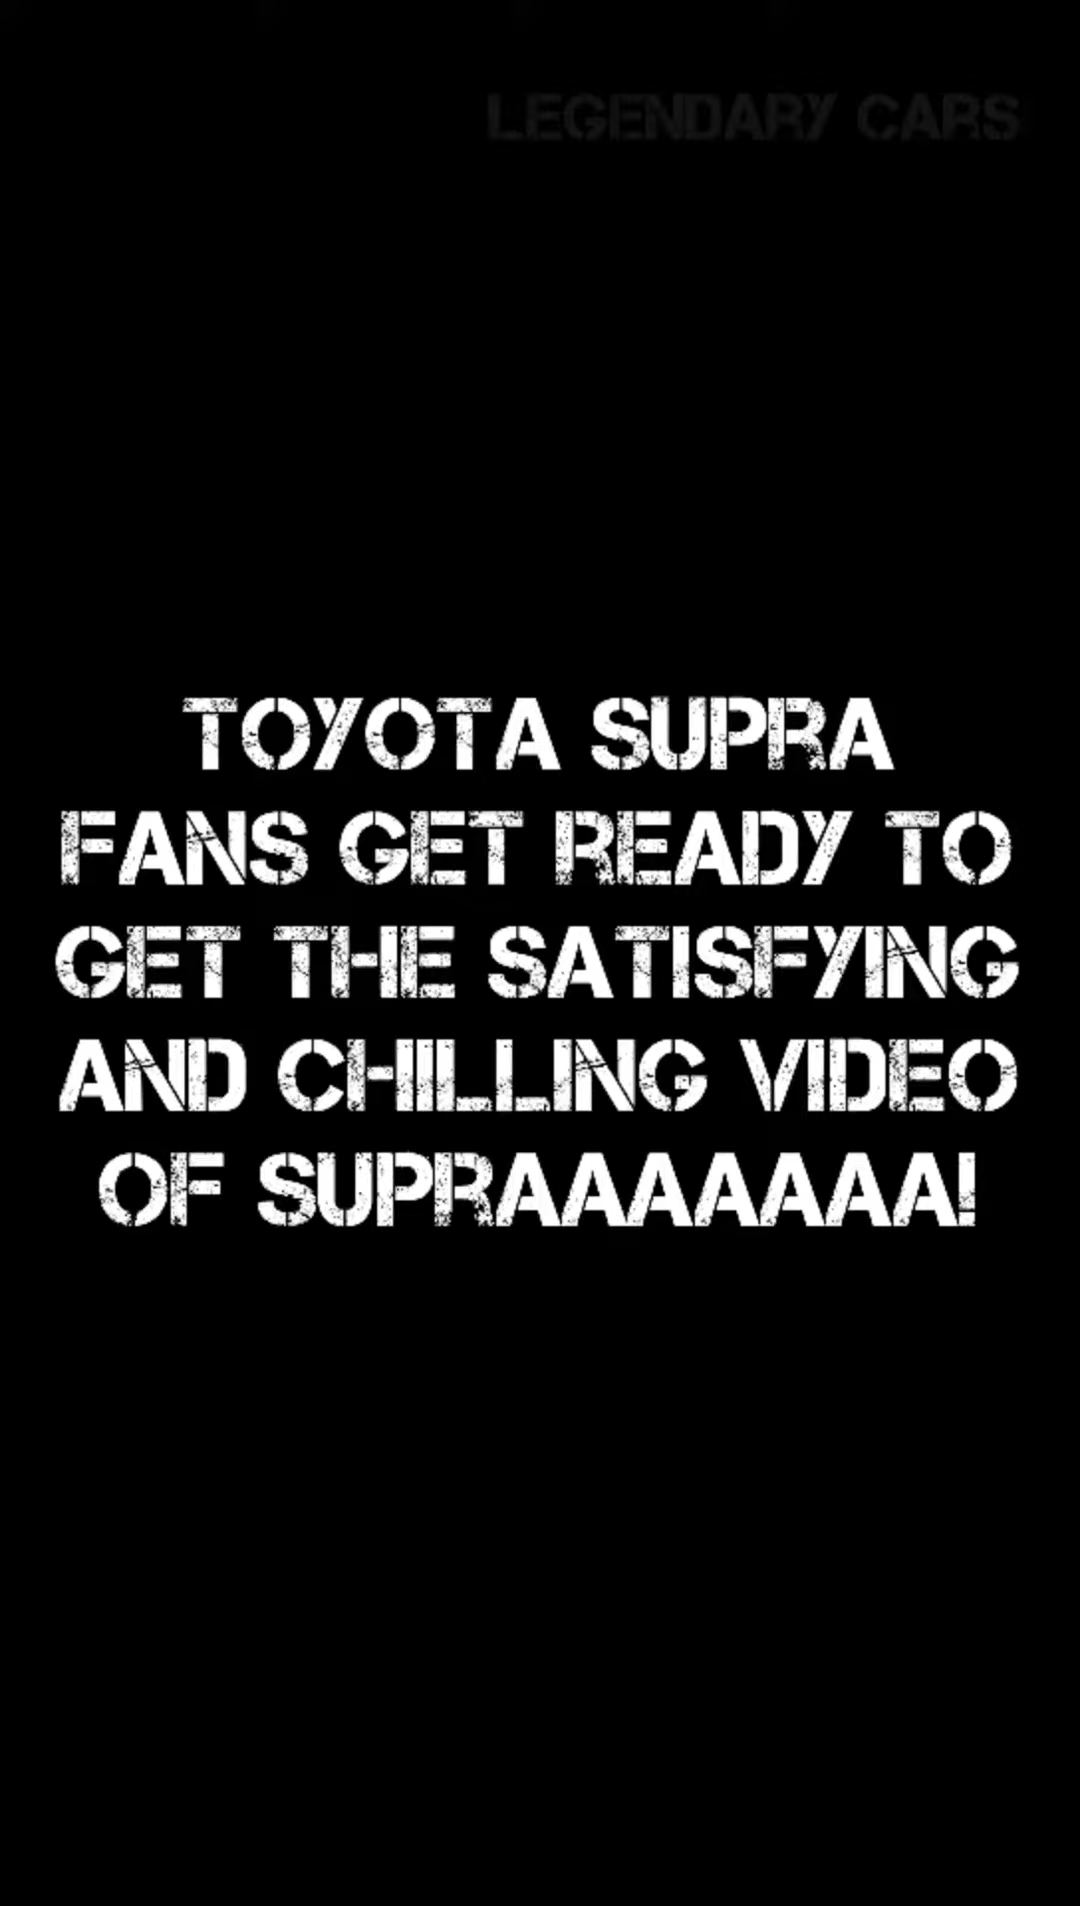 LEGENDARY CARS
TOYOTA SUPRA
FANS GET READY TO
GET THE SATISFYING
AND CHILLING VIDEO
OF SUPRAAAAAAA!